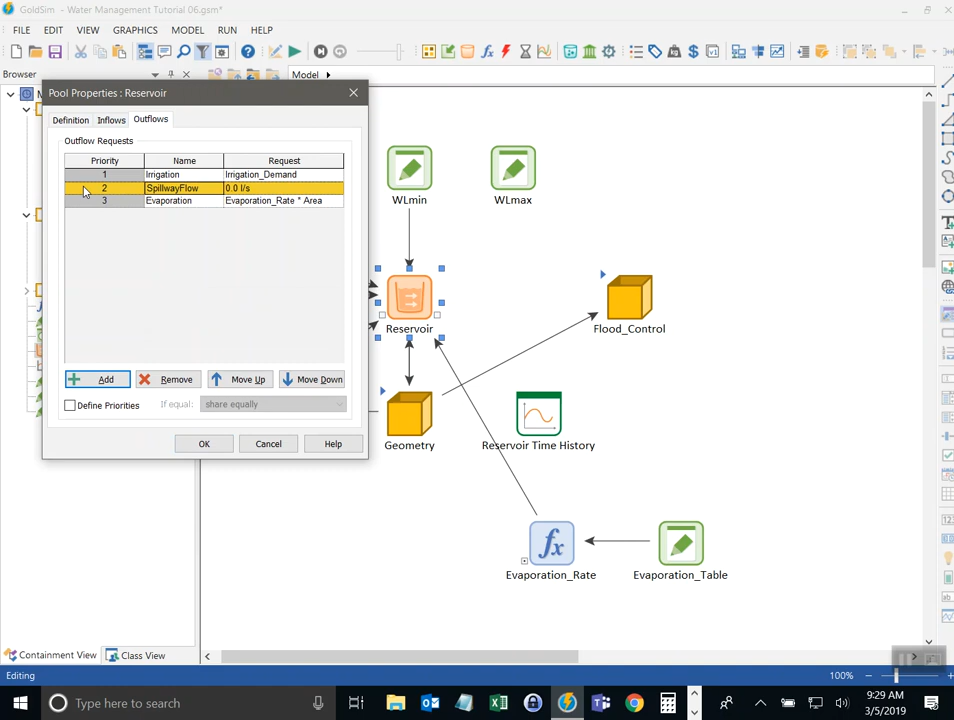 GoldSim - Water Management Tutorial 06.gsm*
FILE EDIT VIEW GRAPHICS MODEL RUN HELP
Browser
Model
Pool Properties : Reservoir
Definition Inflows Outflows
Outflow Requests
Priority Name Request
1 Irrigation Irrigation_Demand
2 SpillwayFlow 0.0 l/s
3 Evaporation Evaporation_Rate * Area
Add Remove Move Up Move Down
Define Priorities If equal: share equally
OK Cancel Help
WLmin WLmax
Reservoir Flood_Control
Geometry Reservoir Time History
Evaporation_Rate Evaporation_Table
Containment View Class View
Editing 100%
Type here to search
9:29 AM
3/5/2019